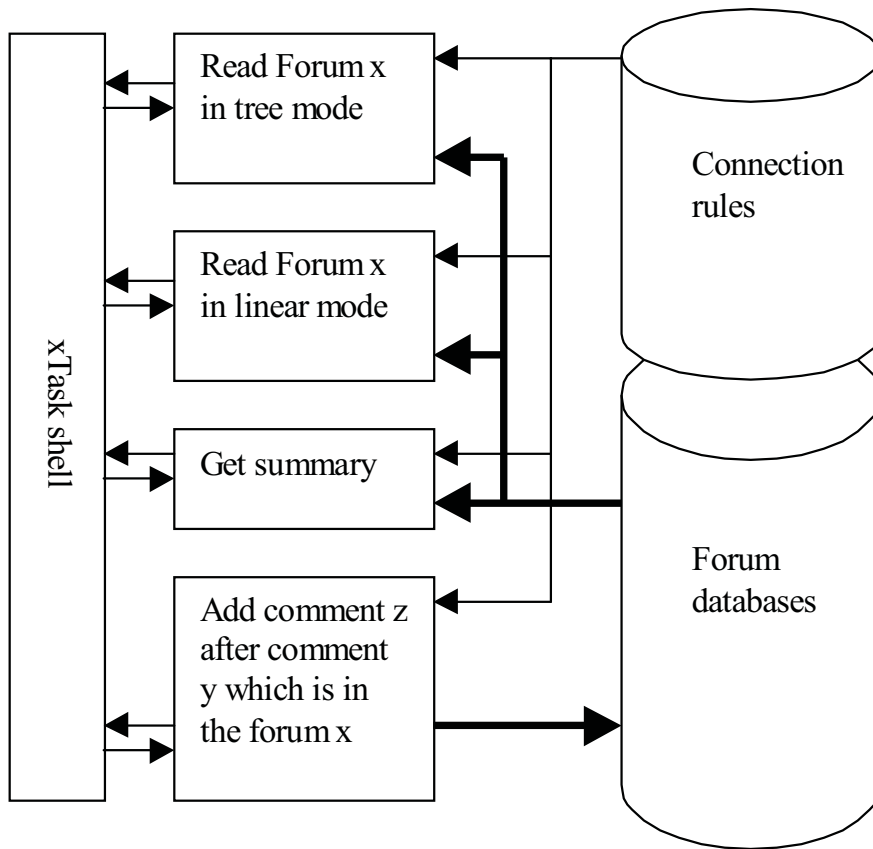 xTask shell
Read Forum x
in tree mode
Read Forum x
in linear mode
Get summary
Add comment z
after comment
y which is in
the forum x
Connection
rules
Forum
databases